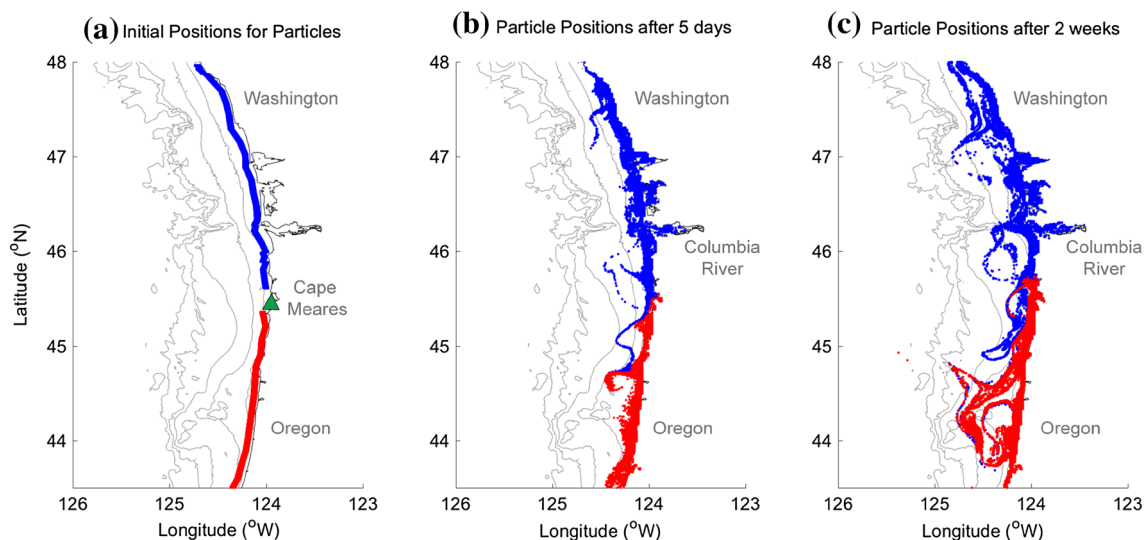 (a) Initial Positions for Particles
48
47
46
45
44
126
125
124
123
Latitude (°N)
Longitude (°W)
Washington
Cape
Meares
Oregon
(b) Particle Positions after 5 days
48
47
46
45
44
126
125
124
123
Longitude (°W)
Washington
Columbia
River
Oregon
(c) Particle Positions after 2 weeks
48
47
46
45
44
126
125
124
123
Longitude (°W)
Washington
Columbia
River
Oregon